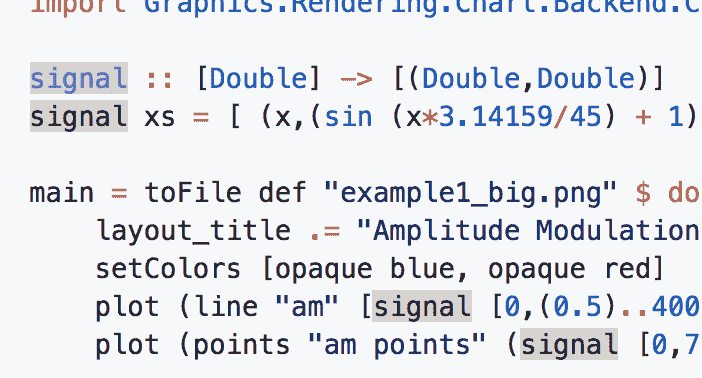 import Graphics.Rendering.Chart.Backend.C
signal :: [Double] -> [(Double,Double)]
signal xs = [ (x,(sin (x*3.14159/45) + 1)
main = toFile def "example1_big.png" $ do
layout_title .= "Amplitude Modulation
setColors [opaque blue, opaque red]
plot (line "am" [signal [0,(0.5)..400
plot (points "am points" (signal [0,7